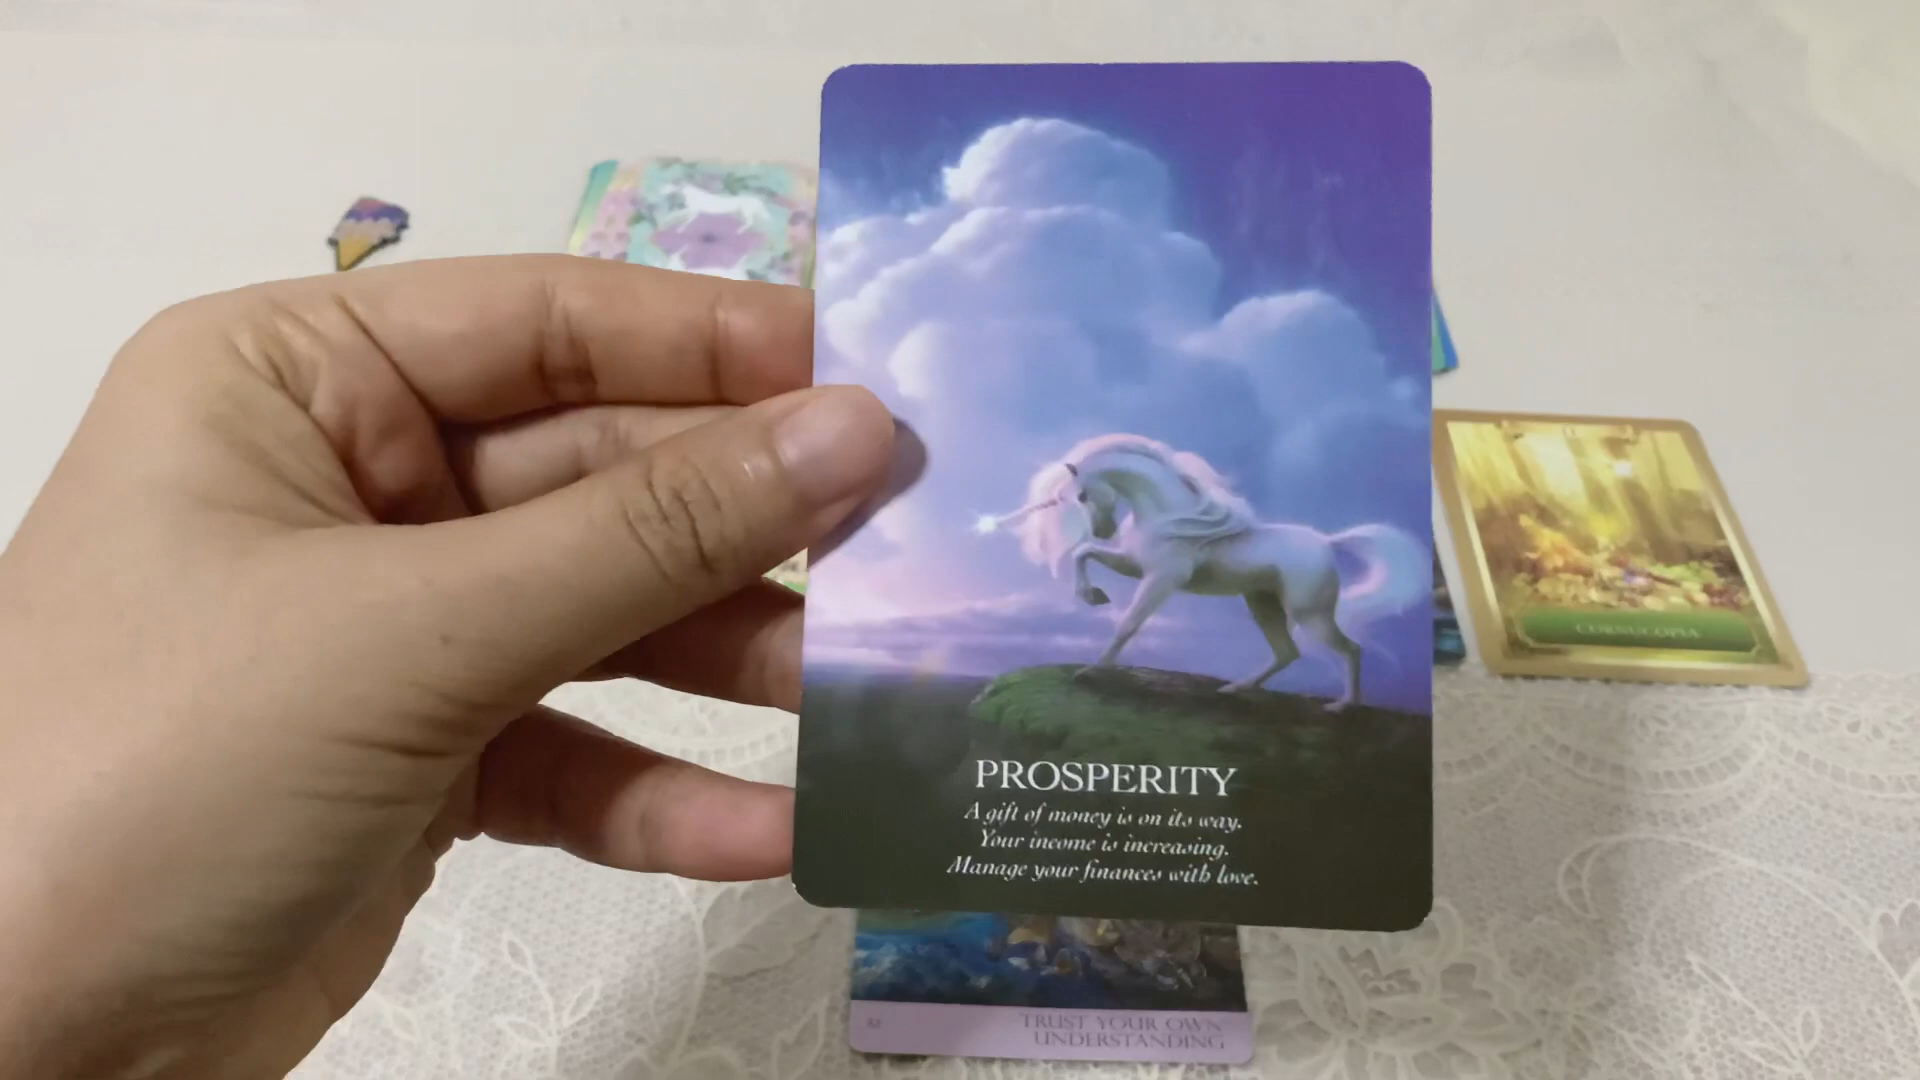 PROSPERITY
A gift of money is on its way.
Your income is increasing.
Manage your finances with love.
CORNUCOPIA
52
TRUST YOUR OWN
UNDERSTANDING